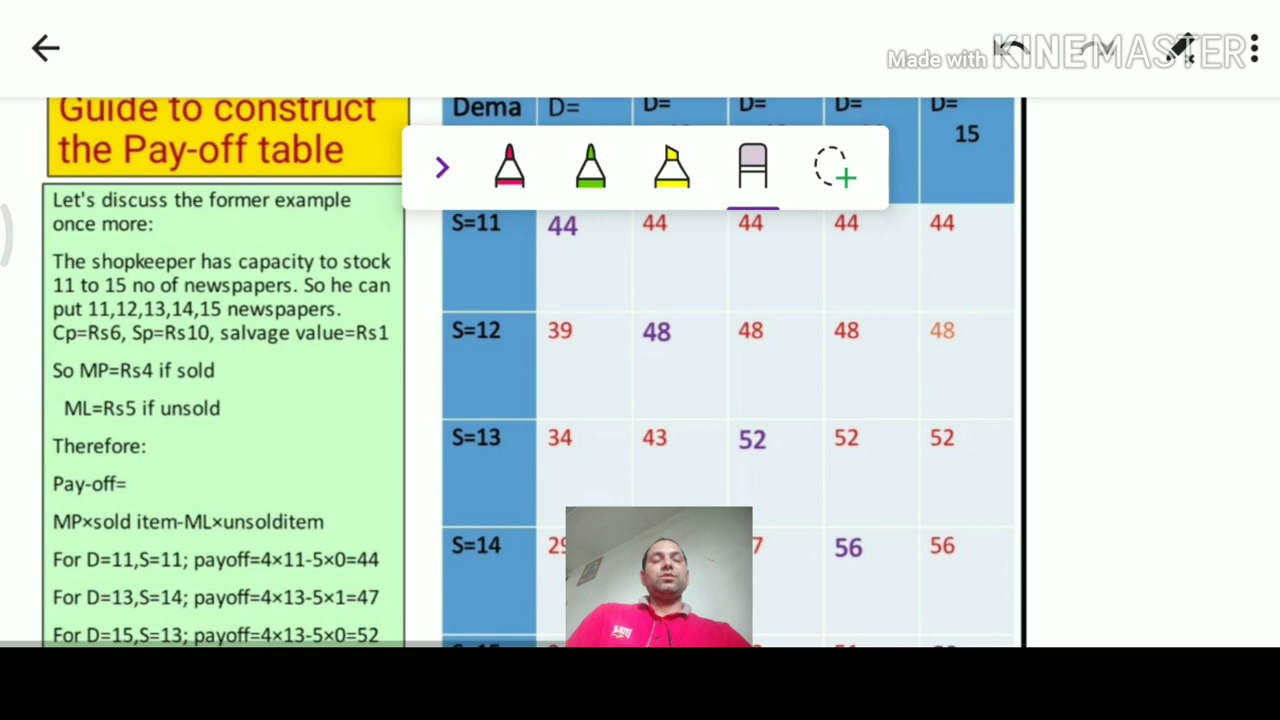 Made with KINEMASTER
Guide to construct
the Pay-off table
Let's discuss the former example
once more:
The shopkeeper has capacity to stock
11 to 15 no of newspapers. So he can
put 11,12,13,14,15 newspapers.
Cp=Rs6, Sp=Rs10, salvage value=Rs1
So MP=Rs4 if sold
ML=Rs5 if unsold
Therefore:
Pay-off=
MP×sold item-ML×unsolditem
For D=11,S=11; payoff=4×11-5×0=44
For D=13,S=14; payoff=4×13-5×1=47
For D=15,S=13; payoff=4×13-5×0=52
Dema D= D= D= D= D=
15
S=11 44 44 44 44 44
S=12 39 48 48 48 48
S=13 34 43 52 52 52
S=14 29 7 56 56